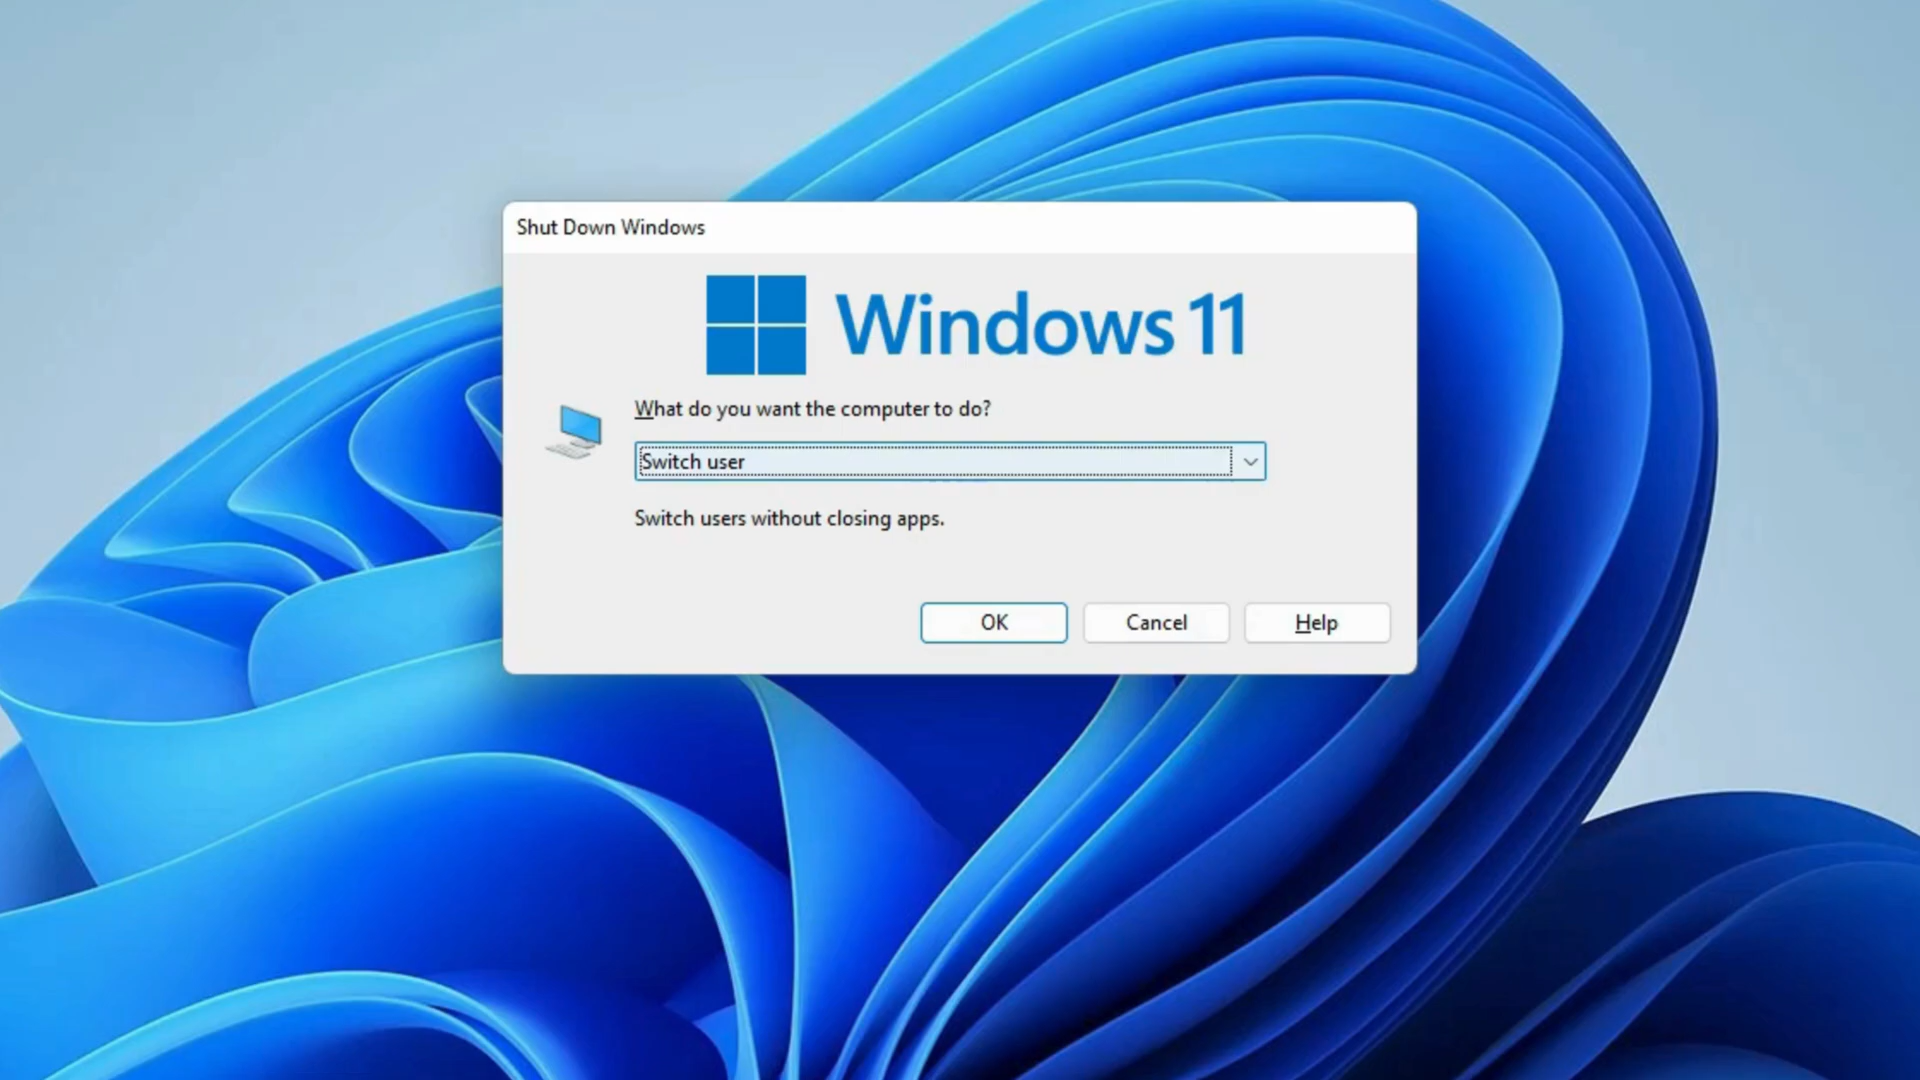 Shut Down Windows
Windows 11
What do you want the computer to do?
Switch user
Switch users without closing apps.
OK Cancel Help